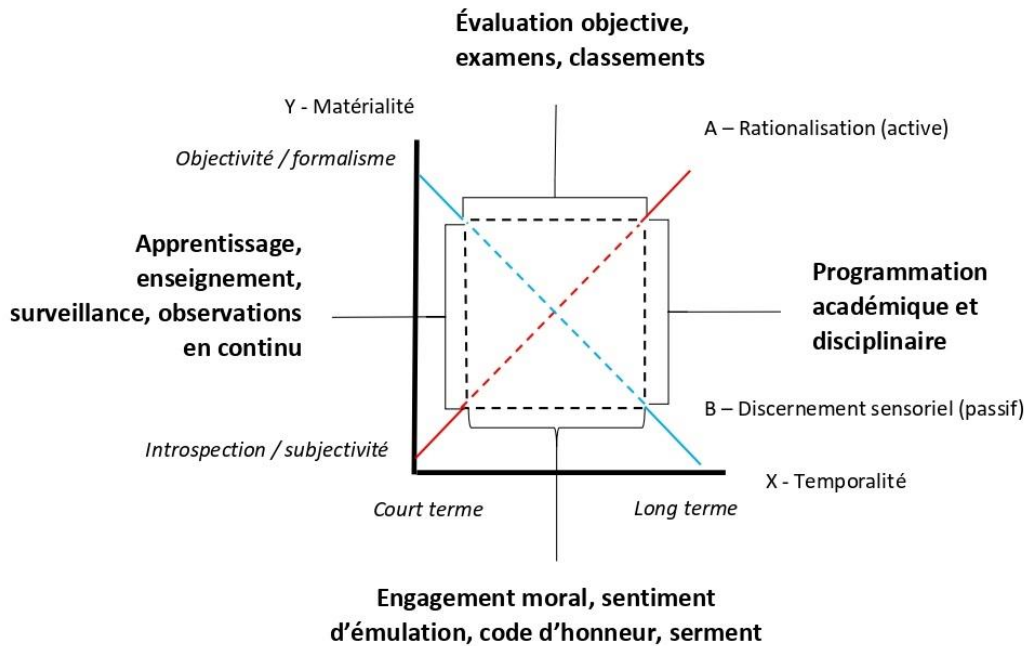 Évaluation objective,
examens, classements
Y - Matérialité
A – Rationalisation (active)
Objectivité / formalisme
Apprentissage,
enseignement,
surveillance, observations
en continu
Programmation
académique et
disciplinaire
B – Discernement sensoriel (passif)
Introspection / subjectivité
X - Temporalité
Court terme
Long terme
Engagement moral, sentiment
d’émulation, code d’honneur, serment